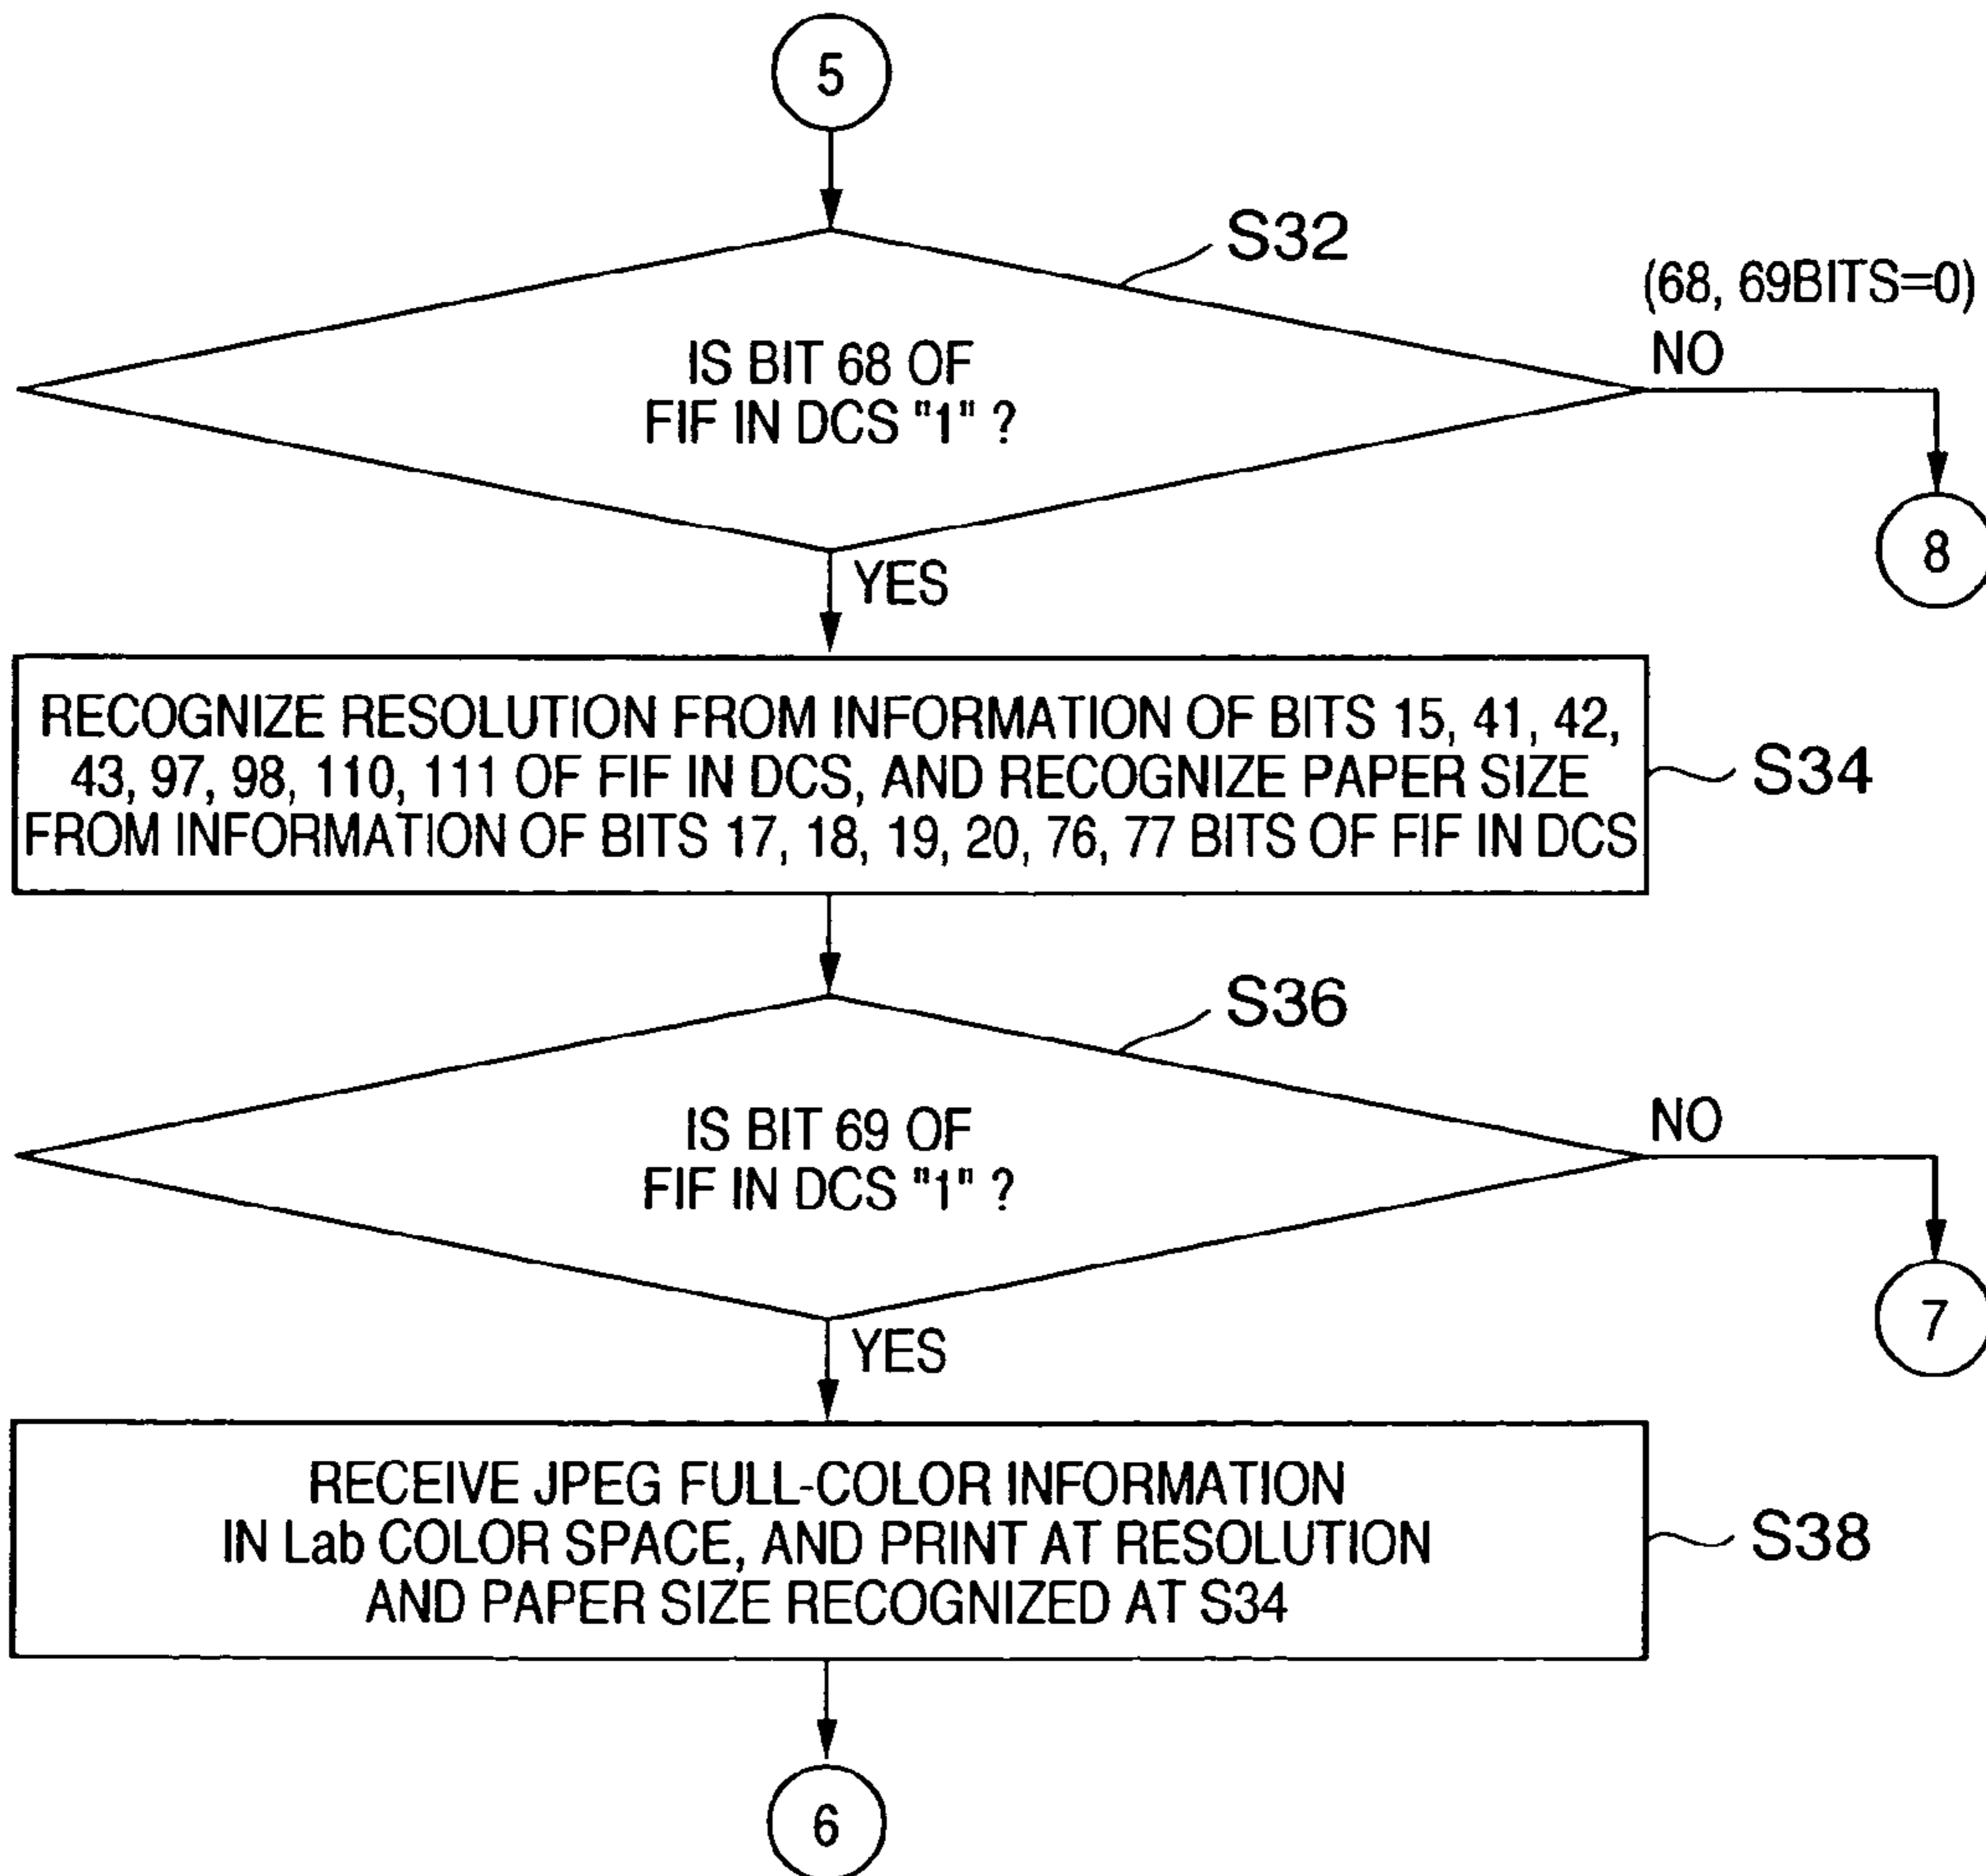 5
S32
(68, 69BITS=0)
NO
IS BIT 68 OF
FIF IN DCS "1" ?
8
YES
RECOGNIZE RESOLUTION FROM INFORMATION OF BITS 15, 41, 42,
43, 97, 98, 110, 111 OF FIF IN DCS, AND RECOGNIZE PAPER SIZE
FROM INFORMATION OF BITS 17, 18, 19, 20, 76, 77 BITS OF FIF IN DCS
S34
S36
NO
IS BIT 69 OF
FIF IN DCS "1" ?
7
YES
RECEIVE JPEG FULL-COLOR INFORMATION
IN Lab COLOR SPACE, AND PRINT AT RESOLUTION
AND PAPER SIZE RECOGNIZED AT S34
S38
6